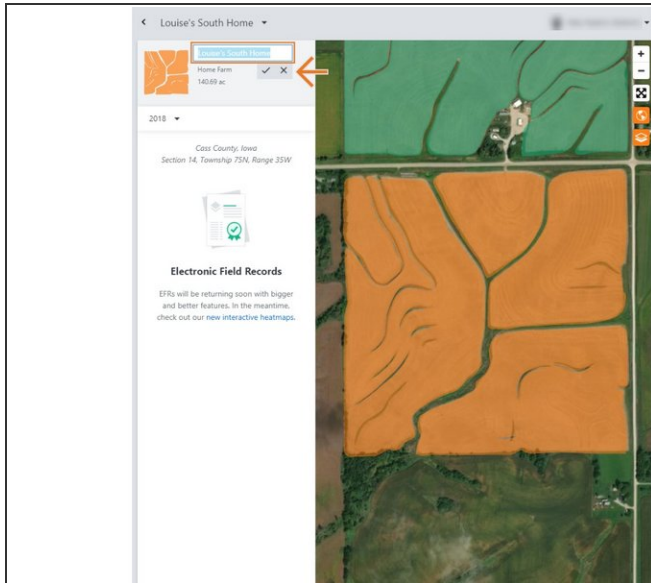 Louise's South Home
Louise's South Home
Home Farm
140.69 ac
2018
Cass County, Iowa
Section 14, Township 75N, Range 35W
Electronic Field Records
EFRs will be returning soon with bigger
and better features. In the meantime,
check out our new interactive heatmaps.